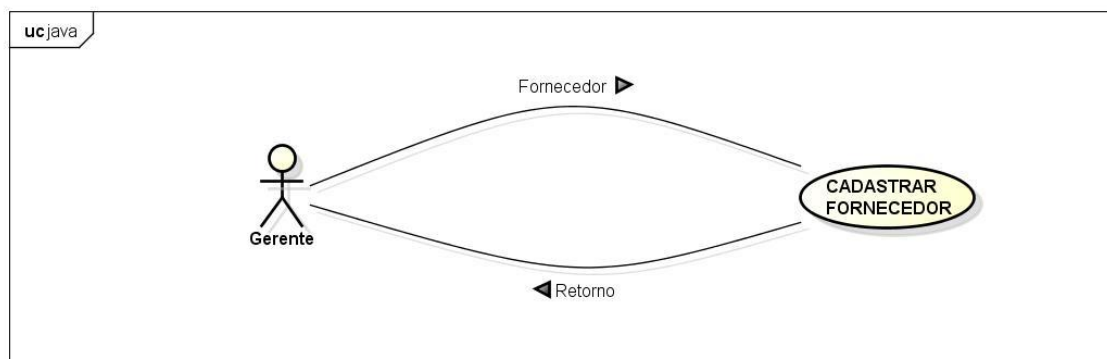 uc java
Fornecedor
CADASTRAR
FORNECEDOR
Gerente
Retorno